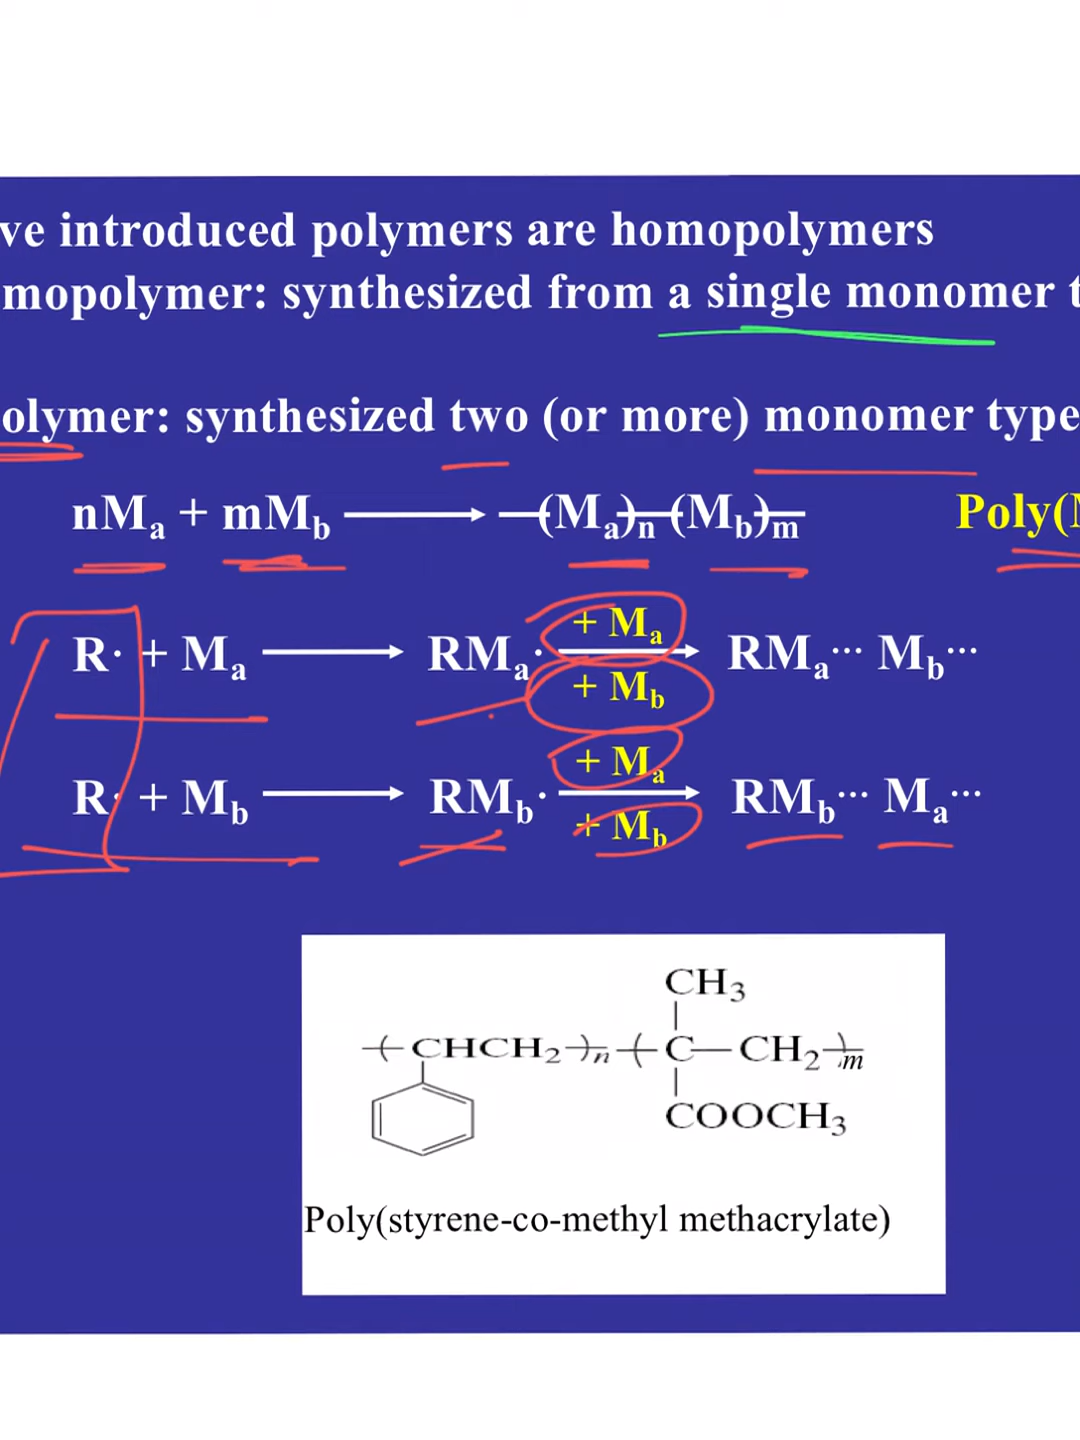 ve introduced polymers are homopolymers
mopolymer: synthesized from a single monomer t
olymer: synthesized two (or more) monomer type
nMa + mMb ⟶ —(Ma)n—(Mb)m Poly(M
R· + Ma ⟶ RMa· + Ma + Mb ⟶ RMa··· Mb···
R· + Mb ⟶ RMb· + Ma + Mb ⟶ RMb··· Ma···
CH3
—(CHCH2)n—(C—CH2)m
COOCH3
Poly(styrene-co-methyl methacrylate)